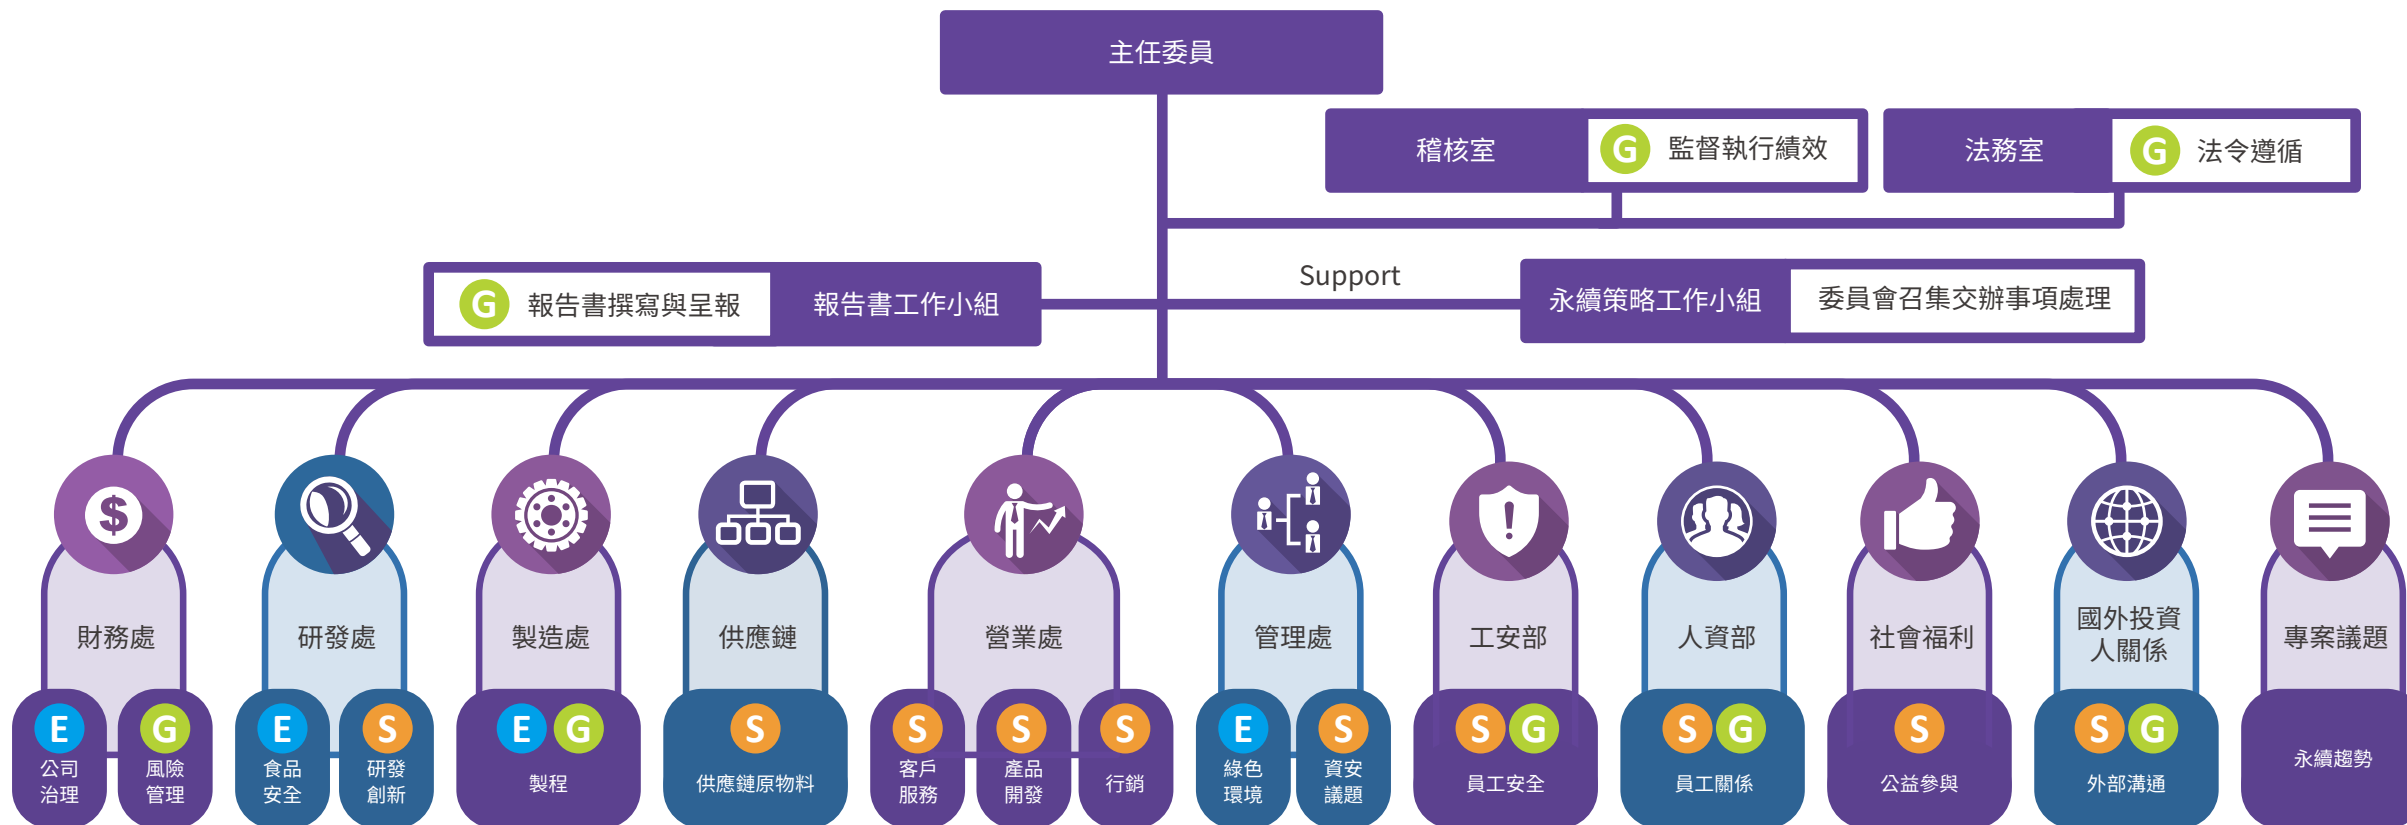 主任委員
稽核室
G
監督執行績效
法務室
G
法令遵循
G
報告書撰寫與呈報
報告書工作小組
Support
永續策略工作小組
委員會召集交辦事項處理
$
財務處
E
公司
治理
G
風險
管理
研發處
E
食品
安全
S
研發
創新
製造處
E G
製程
供應鏈
S
供應鏈原物料
營業處
S
客戶
服務
S
產品
開發
S
行銷
管理處
E
綠色
環境
S
資安
議題
!
工安部
S G
員工安全
人資部
S G
員工關係
社會福利
S
公益參與
國外投資
人關係
S G
外部溝通
專案議題
永續趨勢